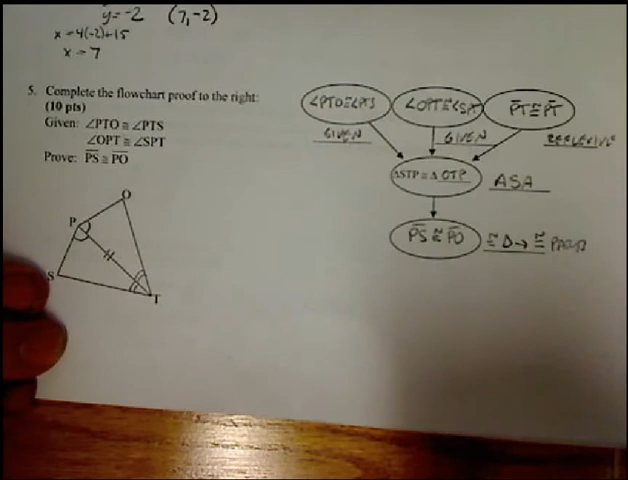 y = -2 (7, -2)
x = 4(-2)+15
x = 7
5. Complete the flowchart proof to the right:
(10 pts)
Given: ∠PTO ≅ ∠PTS
∠OPT ≅ ∠SPT
Prove: PS ≅ PO
∠PTO ≅ ∠PTS ∠OPT ≅ ∠SPT PT ≅ PT
GIVEN GIVEN REFLEXIVE
ΔSTP ≅ Δ OTP ASA
PS ≅ PO ≅ Δ → ≅ PARTS
O
P
S
T